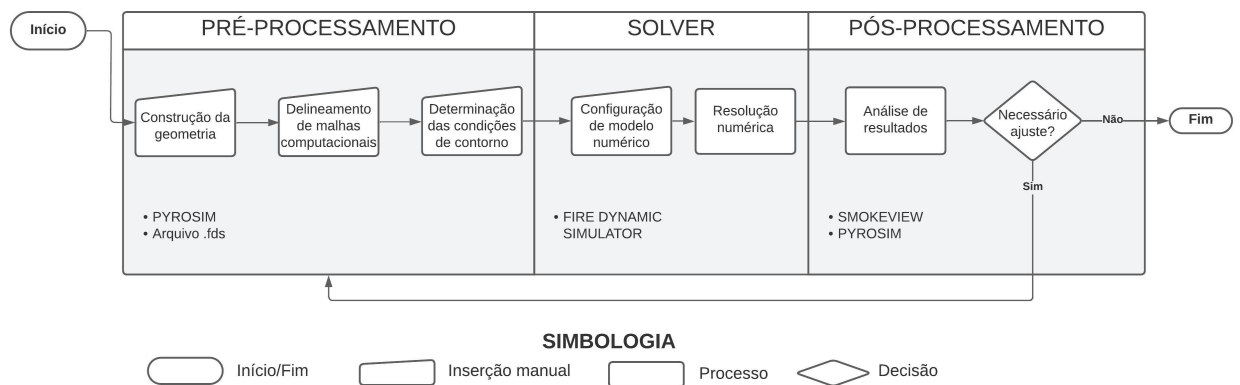 Início
PRÉ-PROCESSAMENTO
SOLVER
PÓS-PROCESSAMENTO
Construção da
geometria
Delineamento
de malhas
computacionais
Determinação
das condições
de contorno
Configuração
de modelo
numérico
Resolução
numérica
Análise de
resultados
Necessário
ajuste?
Não
Fim
Sim
• PYROSIM
• Arquivo .fds
• FIRE DYNAMIC
SIMULATOR
• SMOKEVIEW
• PYROSIM
SIMBOLOGIA
Início/Fim
Inserção manual
Processo
Decisão